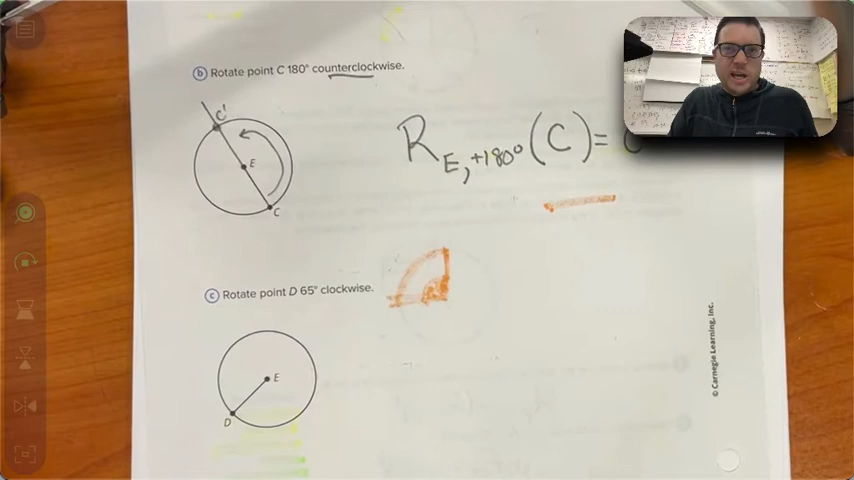 b Rotate point C 180° counterclockwise.
C'
E
C
R E, +180° (C) =
c Rotate point D 65° clockwise.
E
D
© Carnegie Learning, Inc.